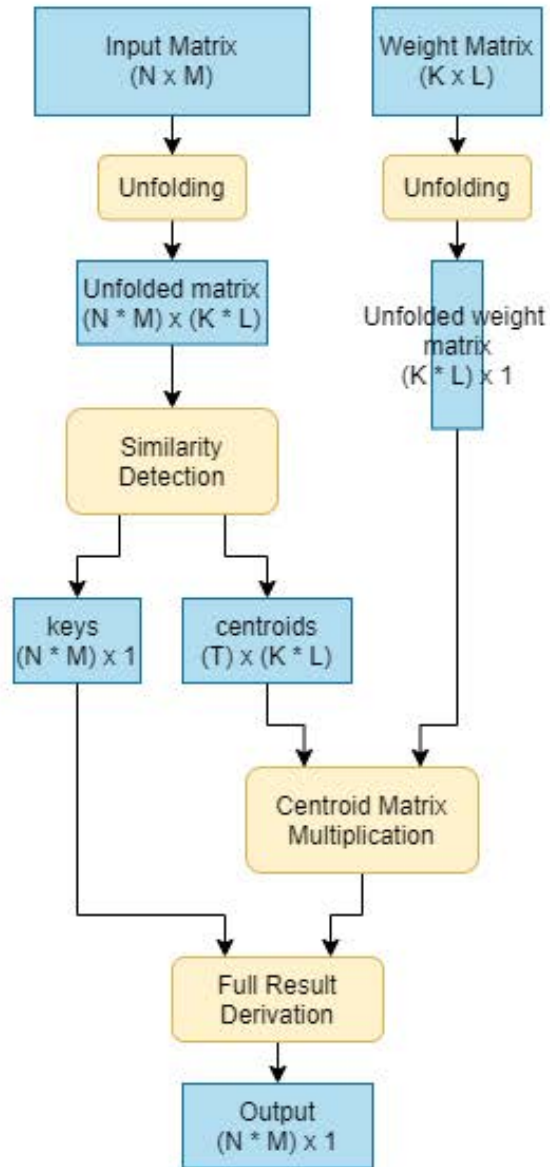 Input Matrix
(N x M)
Weight Matrix
(K x L)
Unfolding
Unfolding
Unfolded matrix
(N * M) x (K * L)
Unfolded weight
matrix
(K * L) x 1
Similarity
Detection
keys
(N * M) x 1
centroids
(T) x (K * L)
Centroid Matrix
Multiplication
Full Result
Derivation
Output
(N * M) x 1